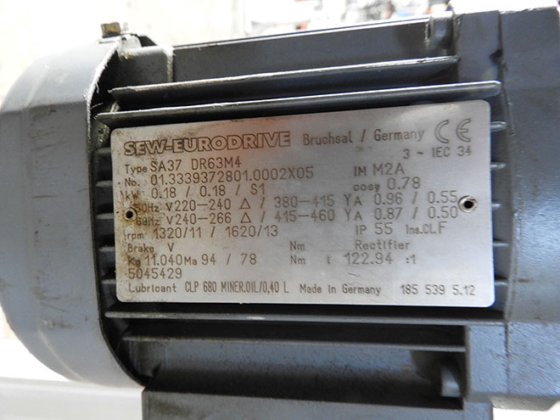 SEW-EURODRIVE Bruchsal / Germany CE
Type SA37 DR63M4 3 ~ IEC 34
No. 01.3339372801.0002X05 IM M2A
kW 0.18 / 0.18 / S1 cosφ 0.78
50Hz V 220-240 Δ / 380-415 Y A 0.96 / 0.55
60Hz V 240-266 Δ / 415-460 Y A 0.87 / 0.50
rpm 1320/11 / 1620/13 IP 55 Ins.CL F
Brake V Nm Rectifier
Kg 11.040 Ma 94 / 78 Nm i 122.94 :1
5045429
Lubricant CLP 680 MINER.OIL/0,40 L Made in Germany 185 539 5.12